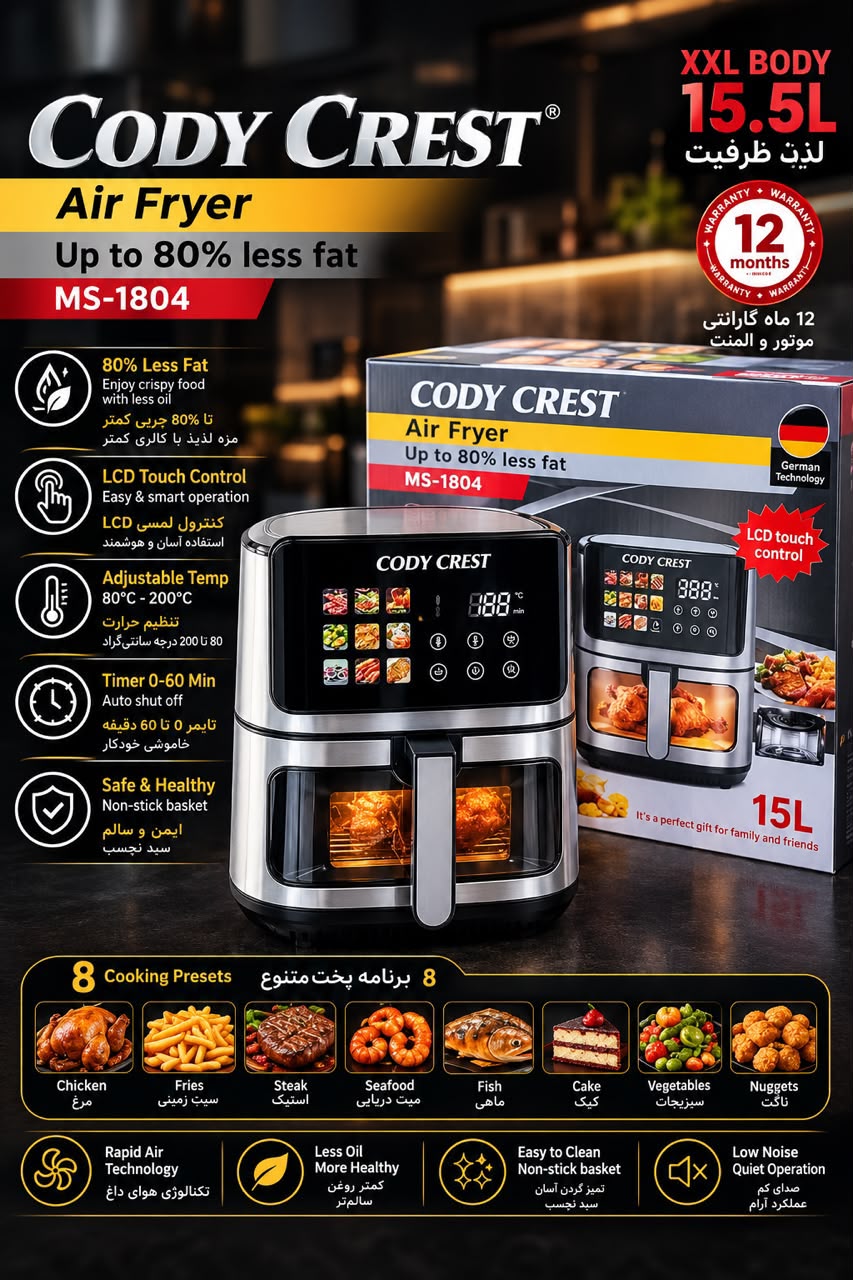 CODY CREST®
Air Fryer
Up to 80% less fat
MS-1804
XXL BODY
15.5L
لذت ظرفیت
WARRANTY ✦ WARRANTY
12
months
WARRANTY ✦ WARRANTY
12 ماه گارانتی
موتور و المنت
80% Less Fat
Enjoy crispy food
with less oil
تا 80% چربی کمتر
مزه لذیذ با کالری کمتر
LCD Touch Control
Easy & smart operation
کنترول لمسی LCD
استفاده آسان و هوشمند
Adjustable Temp
80°C - 200°C
تنظیم حرارت
80 تا 200 درجه سانتی‌گراد
Timer 0-60 Min
Auto shut off
تایمر 0 تا 60 دقیقه
خاموشی خودکار
Safe & Healthy
Non-stick basket
ایمن و سالم
سبد نچسب
CODY CREST
Air Fryer
Up to 80% less fat
MS-1804
German
Technology
LCD touch
control
CODY CREST
888 °C
15L
It's a perfect gift for family and friends
CODY CREST
188 °C
min
8 Cooking Presets
8 برنامه پخت متنوع
Chicken
مرغ
Fries
سیب زمینی
Steak
استیک
Seafood
میت دریایی
Fish
ماهی
Cake
کیک
Vegetables
سبزیجات
Nuggets
ناگت
Rapid Air
Technology
تکنالوژی هوای داغ
Less Oil
More Healthy
کمتر روغن
سالم‌تر
Easy to Clean
Non-stick basket
تمیز کردن آسان
سبد نچسب
Low Noise
Quiet Operation
صدای کم
عملکرد آرام